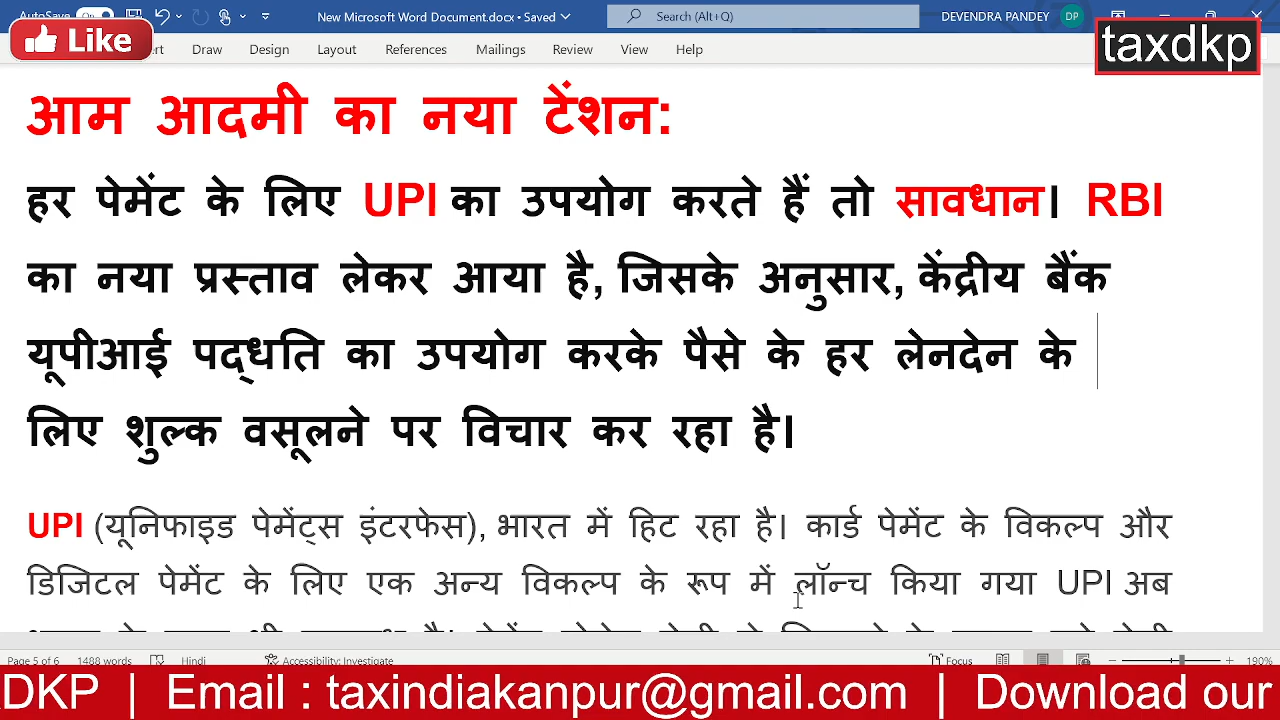 AutoSave On New Microsoft Word Document.docx • Saved Search (Alt+Q) DEVENDRA PANDEY DP
Like
Draw Design Layout References Mailings Review View Help
taxdkp
आम आदमी का नया टेंशन:
हर पेमेंट के लिए UPI का उपयोग करते हैं तो सावधान। RBI
का नया प्रस्ताव लेकर आया है, जिसके अनुसार, केंद्रीय बैंक
यूपीआई पद्धति का उपयोग करके पैसे के हर लेनदेन के
लिए शुल्क वसूलने पर विचार कर रहा है।
UPI (यूनिफाइड पेमेंट्स इंटरफेस), भारत में हिट रहा है। कार्ड पेमेंट के विकल्प और
डिजिटल पेमेंट के लिए एक अन्य विकल्प के रूप में लॉन्च किया गया UPI अब
Page 5 of 6 1488 words Hindi Accessibility: Investigate Focus 190%
DKP | Email : taxindiakanpur@gmail.com | Download our